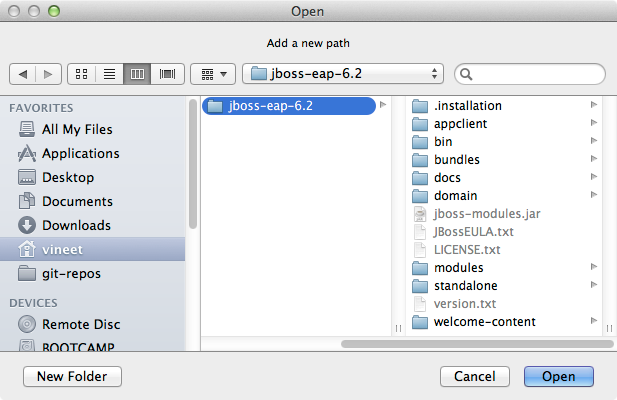 Open
Add a new path
jboss-eap-6.2
FAVORITES
All My Files
Applications
Desktop
Documents
Downloads
vineet
git-repos
DEVICES
Remote Disc
BOOTCAMP
jboss-eap-6.2
.installation
appclient
bin
bundles
docs
domain
jboss-modules.jar
JBossEULA.txt
LICENSE.txt
modules
standalone
version.txt
welcome-content
New Folder
Cancel
Open